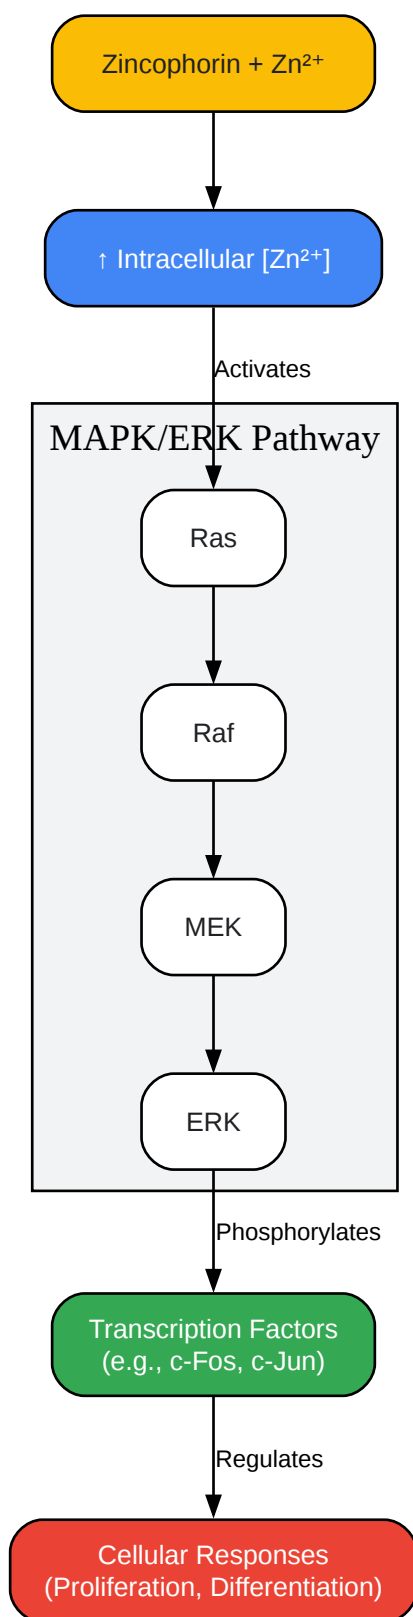 Zincophorin + Zn²⁺
↑ Intracellular [Zn²⁺]
Activates
MAPK/ERK Pathway
Ras
Raf
MEK
ERK
Phosphorylates
Transcription Factors
(e.g., c-Fos, c-Jun)
Regulates
Cellular Responses
(Proliferation, Differentiation)